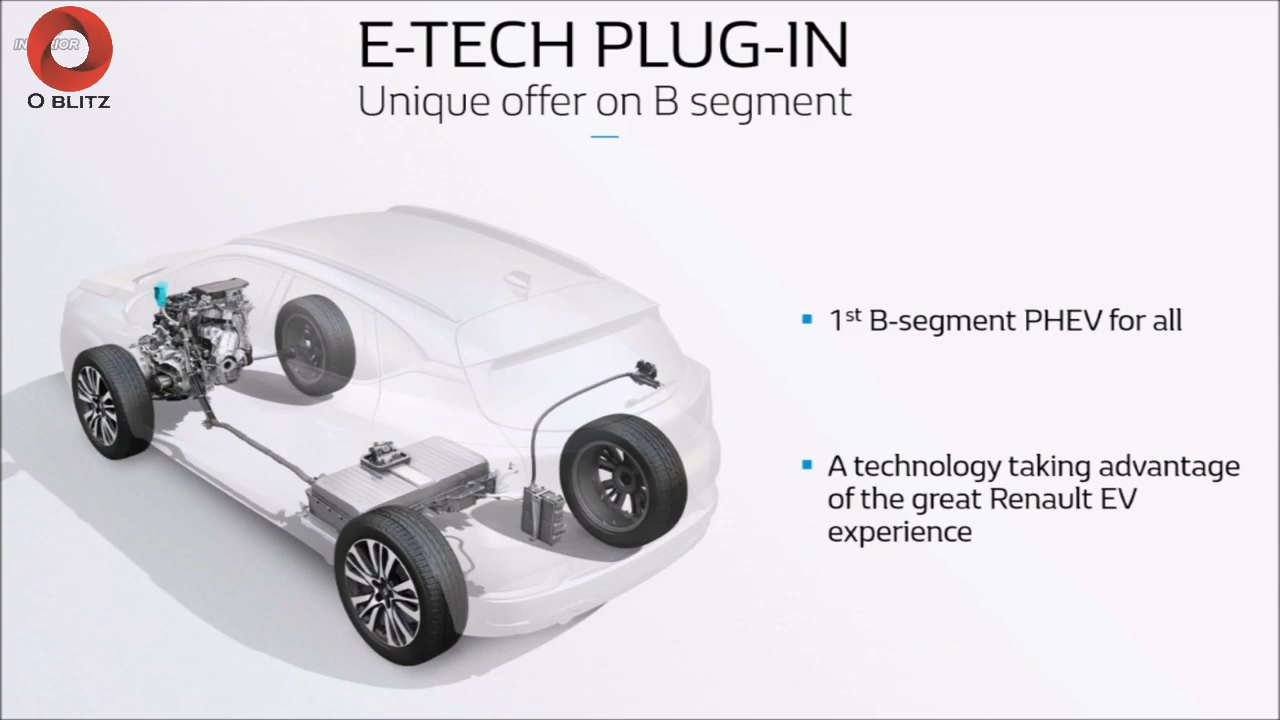 O BLITZ
E-TECH PLUG-IN
Unique offer on B segment
1st B-segment PHEV for all
A technology taking advantage
of the great Renault EV
experience